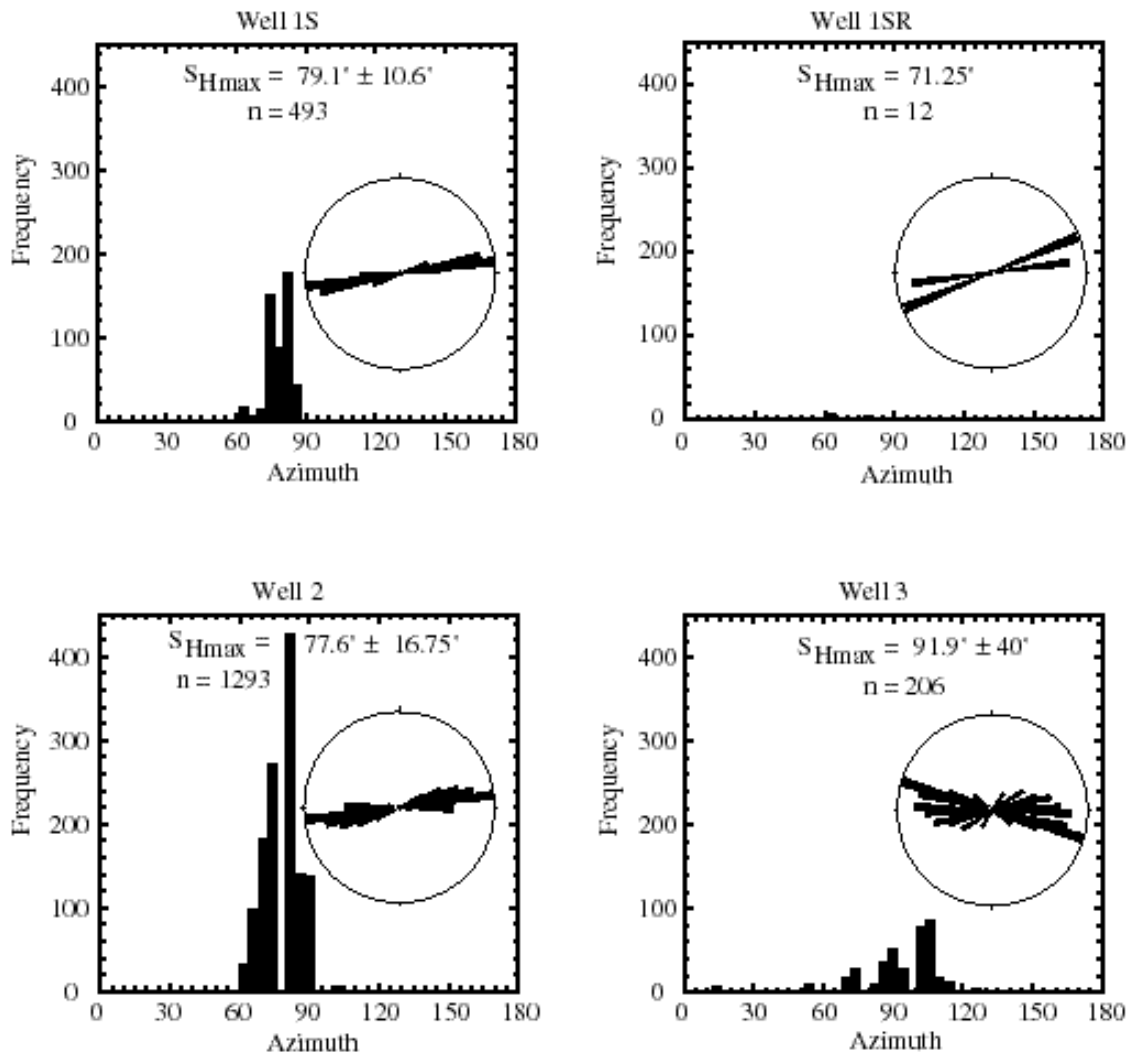 Well 1S
S Hmax = 79.1° ± 10.6°
n = 493
Frequency
400
300
200
100
0
0 30 60 90 120 150 180
Azimuth
Well 1SR
S Hmax = 71.25°
n = 12
Frequency
400
300
200
100
0
0 30 60 90 120 150 180
Azimuth
Well 2
S Hmax = 77.6° ± 16.75°
n = 1293
Frequency
400
300
200
100
0
0 30 60 90 120 150 180
Azimuth
Well 3
S Hmax = 91.9° ± 40°
n = 206
Frequency
400
300
200
100
0
0 30 60 90 120 150 180
Azimuth